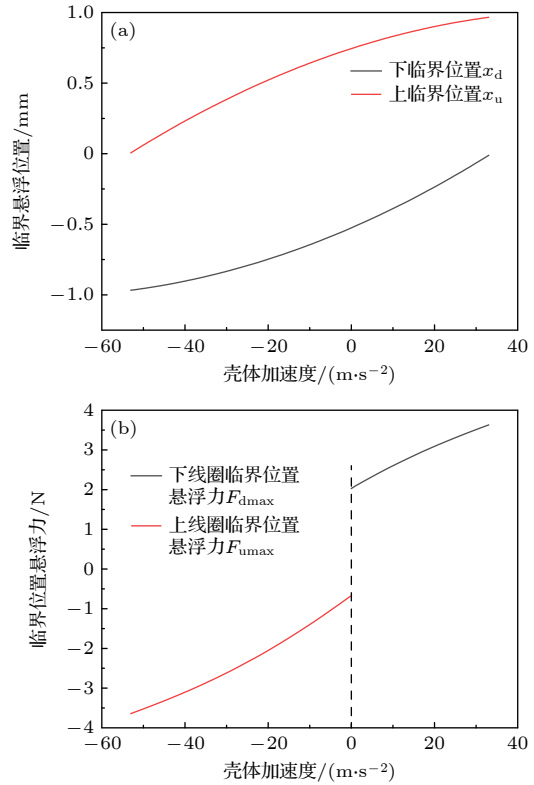 (a)
1.0
0.5
0
−0.5
−1.0
临界悬浮位置/mm
下临界位置xd
上临界位置xu
−60
−40
−20
0
20
40
壳体加速度/(m·s−2)
(b)
4
3
2
1
0
−1
−2
−3
−4
临界位置悬浮力/N
下线圈临界位置
悬浮力Fdmax
上线圈临界位置
悬浮力Fumax
−60
−40
−20
0
20
40
壳体加速度/(m·s−2)